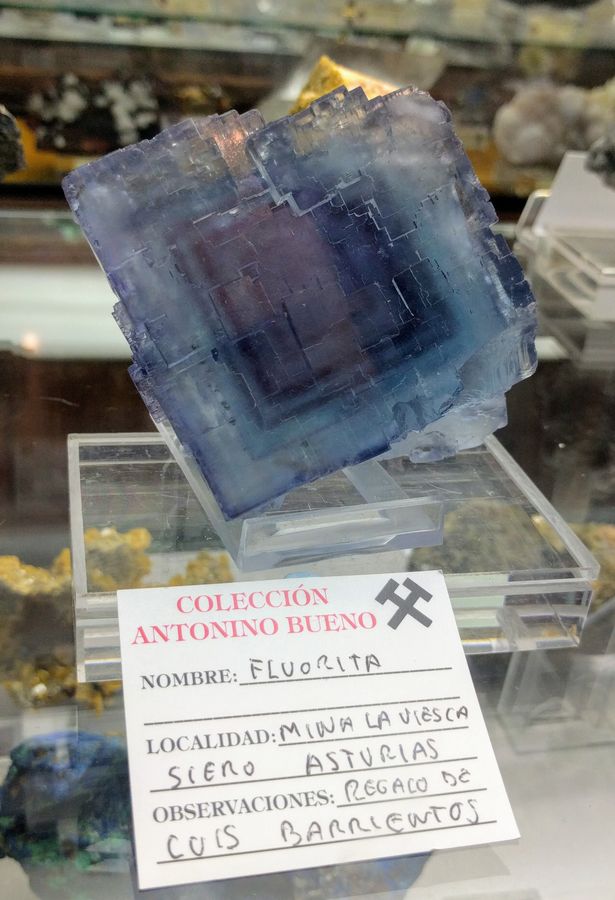 COLECCIÓN
ANTONINO BUENO
NOMBRE: FLUORITA
LOCALIDAD: MINA LA VIESCA
SIERO ASTURIAS
OBSERVACIONES: REGALO DE
LUIS BARRIENTOS